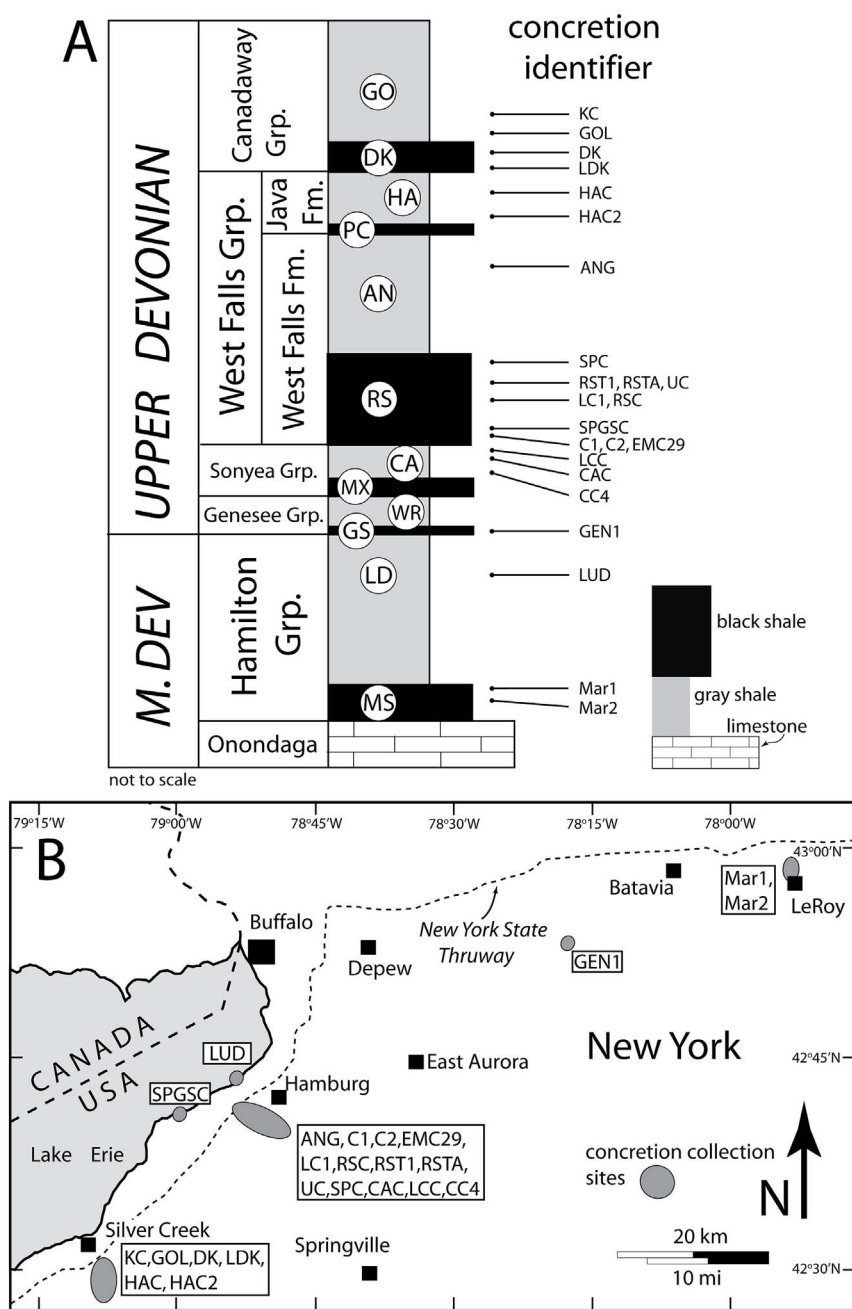 A
concretion
identifier
UPPER DEVONIAN
M. DEV
Canadaway
Grp.
West Falls Grp.
Java
Fm.
West Falls Fm.
Sonyea Grp.
Genesee Grp.
Hamilton
Grp.
Onondaga
GO
DK
HA
PC
AN
RS
CA
MX
WR
GS
LD
MS
KC
GOL
DK
LDK
HAC
HAC2
ANG
SPC
RST1, RSTA, UC
LC1, RSC
SPGSC
C1, C2, EMC29
LCC
CAC
CC4
GEN1
LUD
Mar1
Mar2
black shale
gray shale
limestone
not to scale
79°15'W
79°00'W
78°45'W
78°30'W
78°15'W
78°00'W
B
43°00'N
Batavia
Mar1,
Mar2
LeRoy
Buffalo
New York State
Thruway
Depew
GEN1
CANADA
USA
LUD
East Aurora
New York
42°45'N
SPGSC
Hamburg
Lake Erie
ANG, C1, C2, EMC29,
LC1, RSC, RST1, RSTA,
UC, SPC, CAC, LCC, CC4
concretion collection
sites
N
Silver Creek
KC, GOL, DK, LDK,
HAC, HAC2
Springville
20 km
10 mi
42°30'N